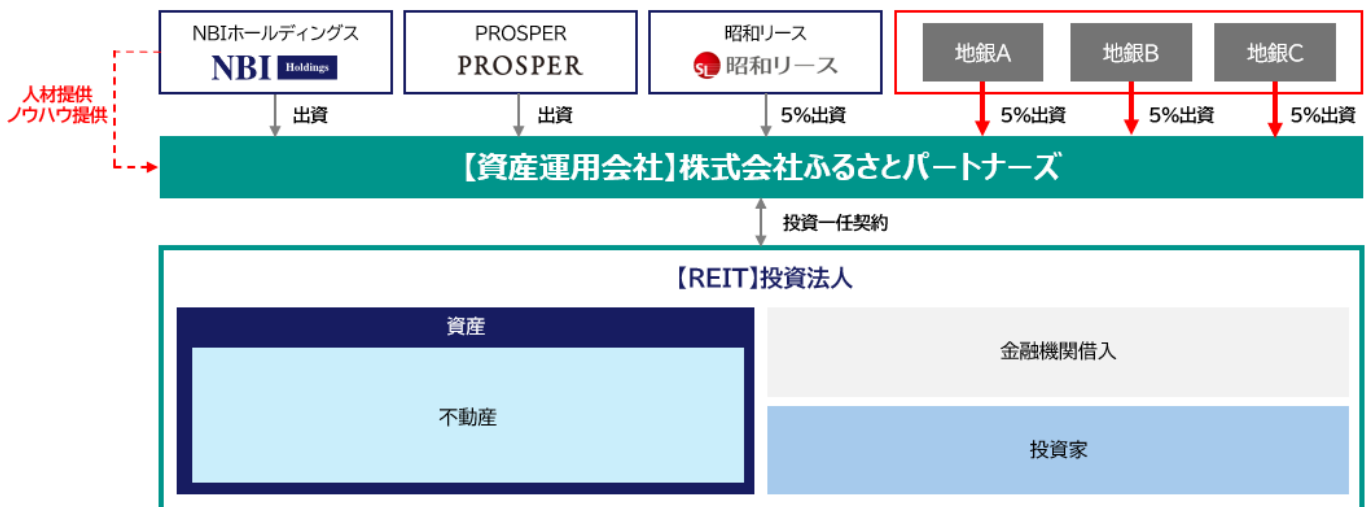 NBIホールディングス
NBI Holdings
PROSPER
PROSPER
昭和リース
SL 昭和リース
地銀A
地銀B
地銀C
人材提供
ノウハウ提供
出資
出資
5%出資
5%出資
5%出資
5%出資
【資産運用会社】株式会社ふるさとパートナーズ
投資一任契約
【REIT】投資法人
資産
不動産
金融機関借入
投資家